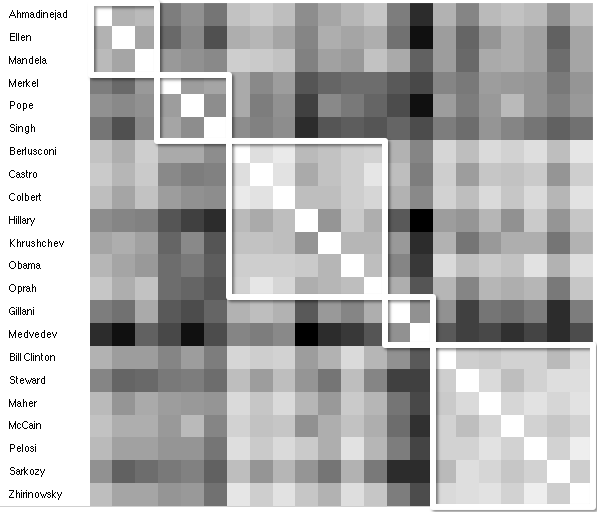 Ahmadinejad
Ellen
Mandela
Merkel
Pope
Singh
Berlusconi
Castro
Colbert
Hillary
Khrushchev
Obama
Oprah
Gillani
Medvedev
Bill Clinton
Steward
Maher
McCain
Pelosi
Sarkozy
Zhirinowsky